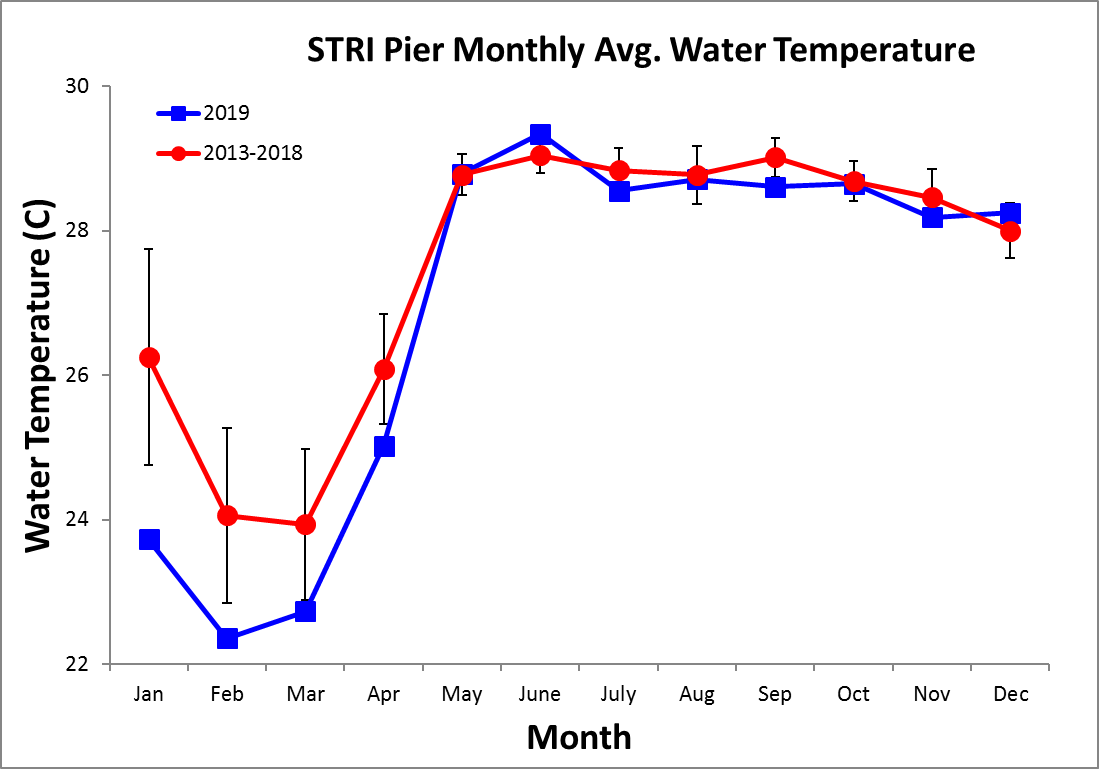 STRI Pier Monthly Avg. Water Temperature
30
2019
2013-2018
28
26
24
22
Water Temperature (C)
Jan Feb Mar Apr May June July Aug Sep Oct Nov Dec
Month